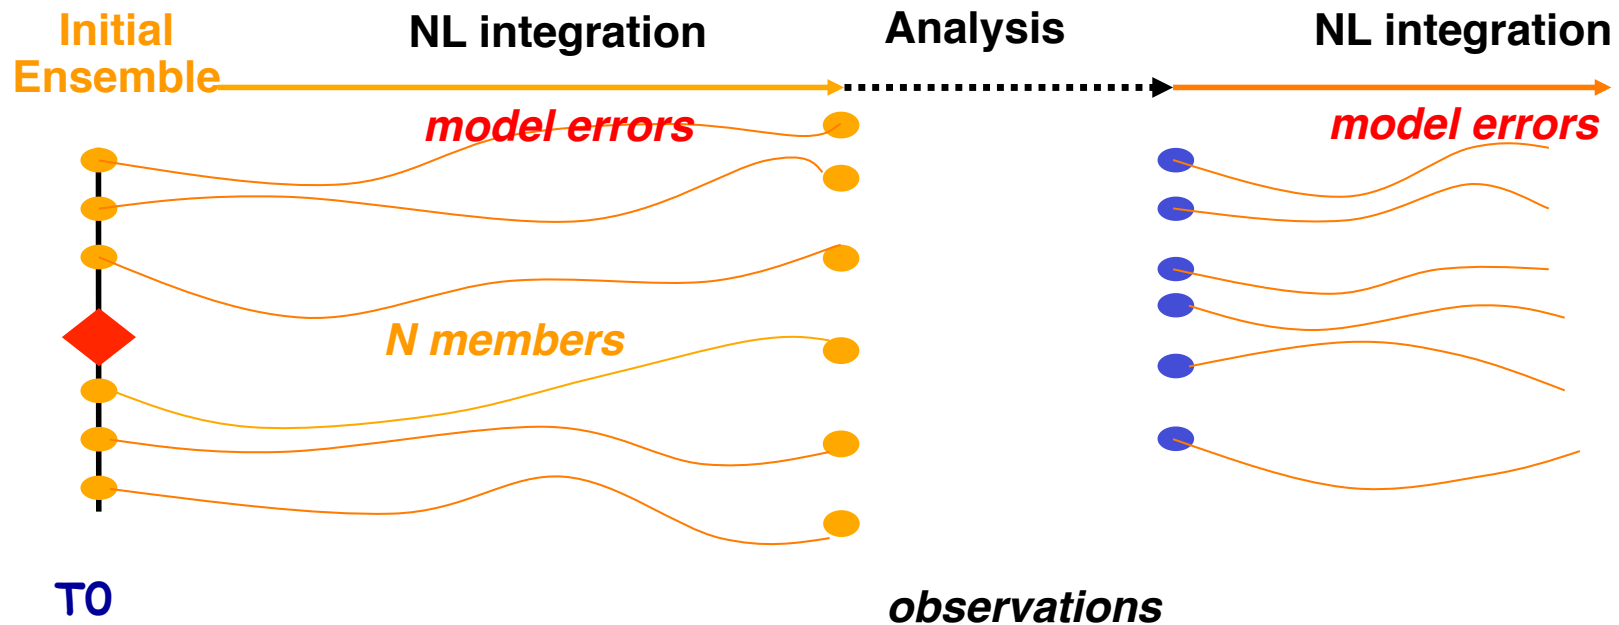 Initial
Ensemble
NL integration
Analysis
NL integration
model errors
model errors
N members
T0
observations